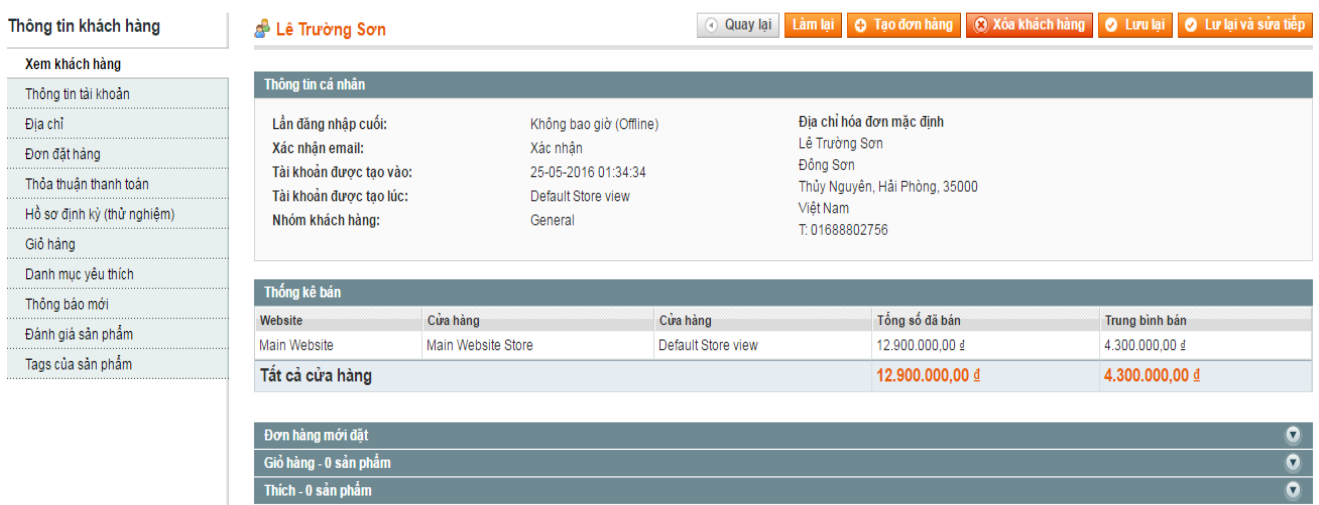 Thông tin khách hàng
Xem khách hàng
Thông tin tài khoản
Địa chỉ
Đơn đặt hàng
Thỏa thuận thanh toán
Hồ sơ định kỳ (thử nghiệm)
Giỏ hàng
Danh mục yêu thích
Thông báo mới
Đánh giá sản phẩm
Tags của sản phẩm
Lê Trường Sơn
Quay lại Làm lại Tạo đơn hàng Xóa khách hàng Lưu lại Lư lại và sửa tiếp
Thông tin cá nhân
Lần đăng nhập cuối: Không bao giờ (Offline)
Xác nhận email: Xác nhận
Tài khoản được tạo vào: 25-05-2016 01:34:34
Tài khoản được tạo lúc: Default Store view
Nhóm khách hàng: General
Địa chỉ hóa đơn mặc định
Lê Trường Sơn
Đông Sơn
Thủy Nguyên, Hải Phòng, 35000
Việt Nam
T: 01688802756
Thống kê bán
Website Cửa hàng Cửa hàng Tổng số đã bán Trung bình bán
Main Website Main Website Store Default Store view 12.900.000,00 ₫ 4.300.000,00 ₫
Tất cả cửa hàng 12.900.000,00 ₫ 4.300.000,00 ₫
Đơn hàng mới đặt
Giỏ hàng - 0 sản phẩm
Thích - 0 sản phẩm